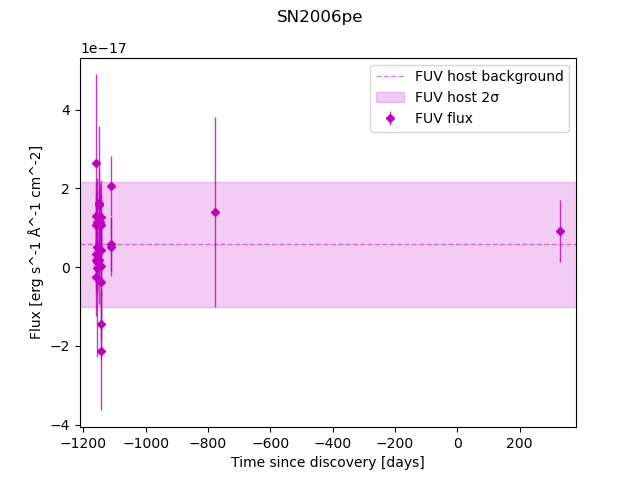 SN2006pe
1e−17
FUV host background
FUV host 2σ
FUV flux
4
2
0
−2
−4
Flux [erg s^-1 Å^-1 cm^-2]
−1200 −1000 −800 −600 −400 −200 0 200
Time since discovery [days]